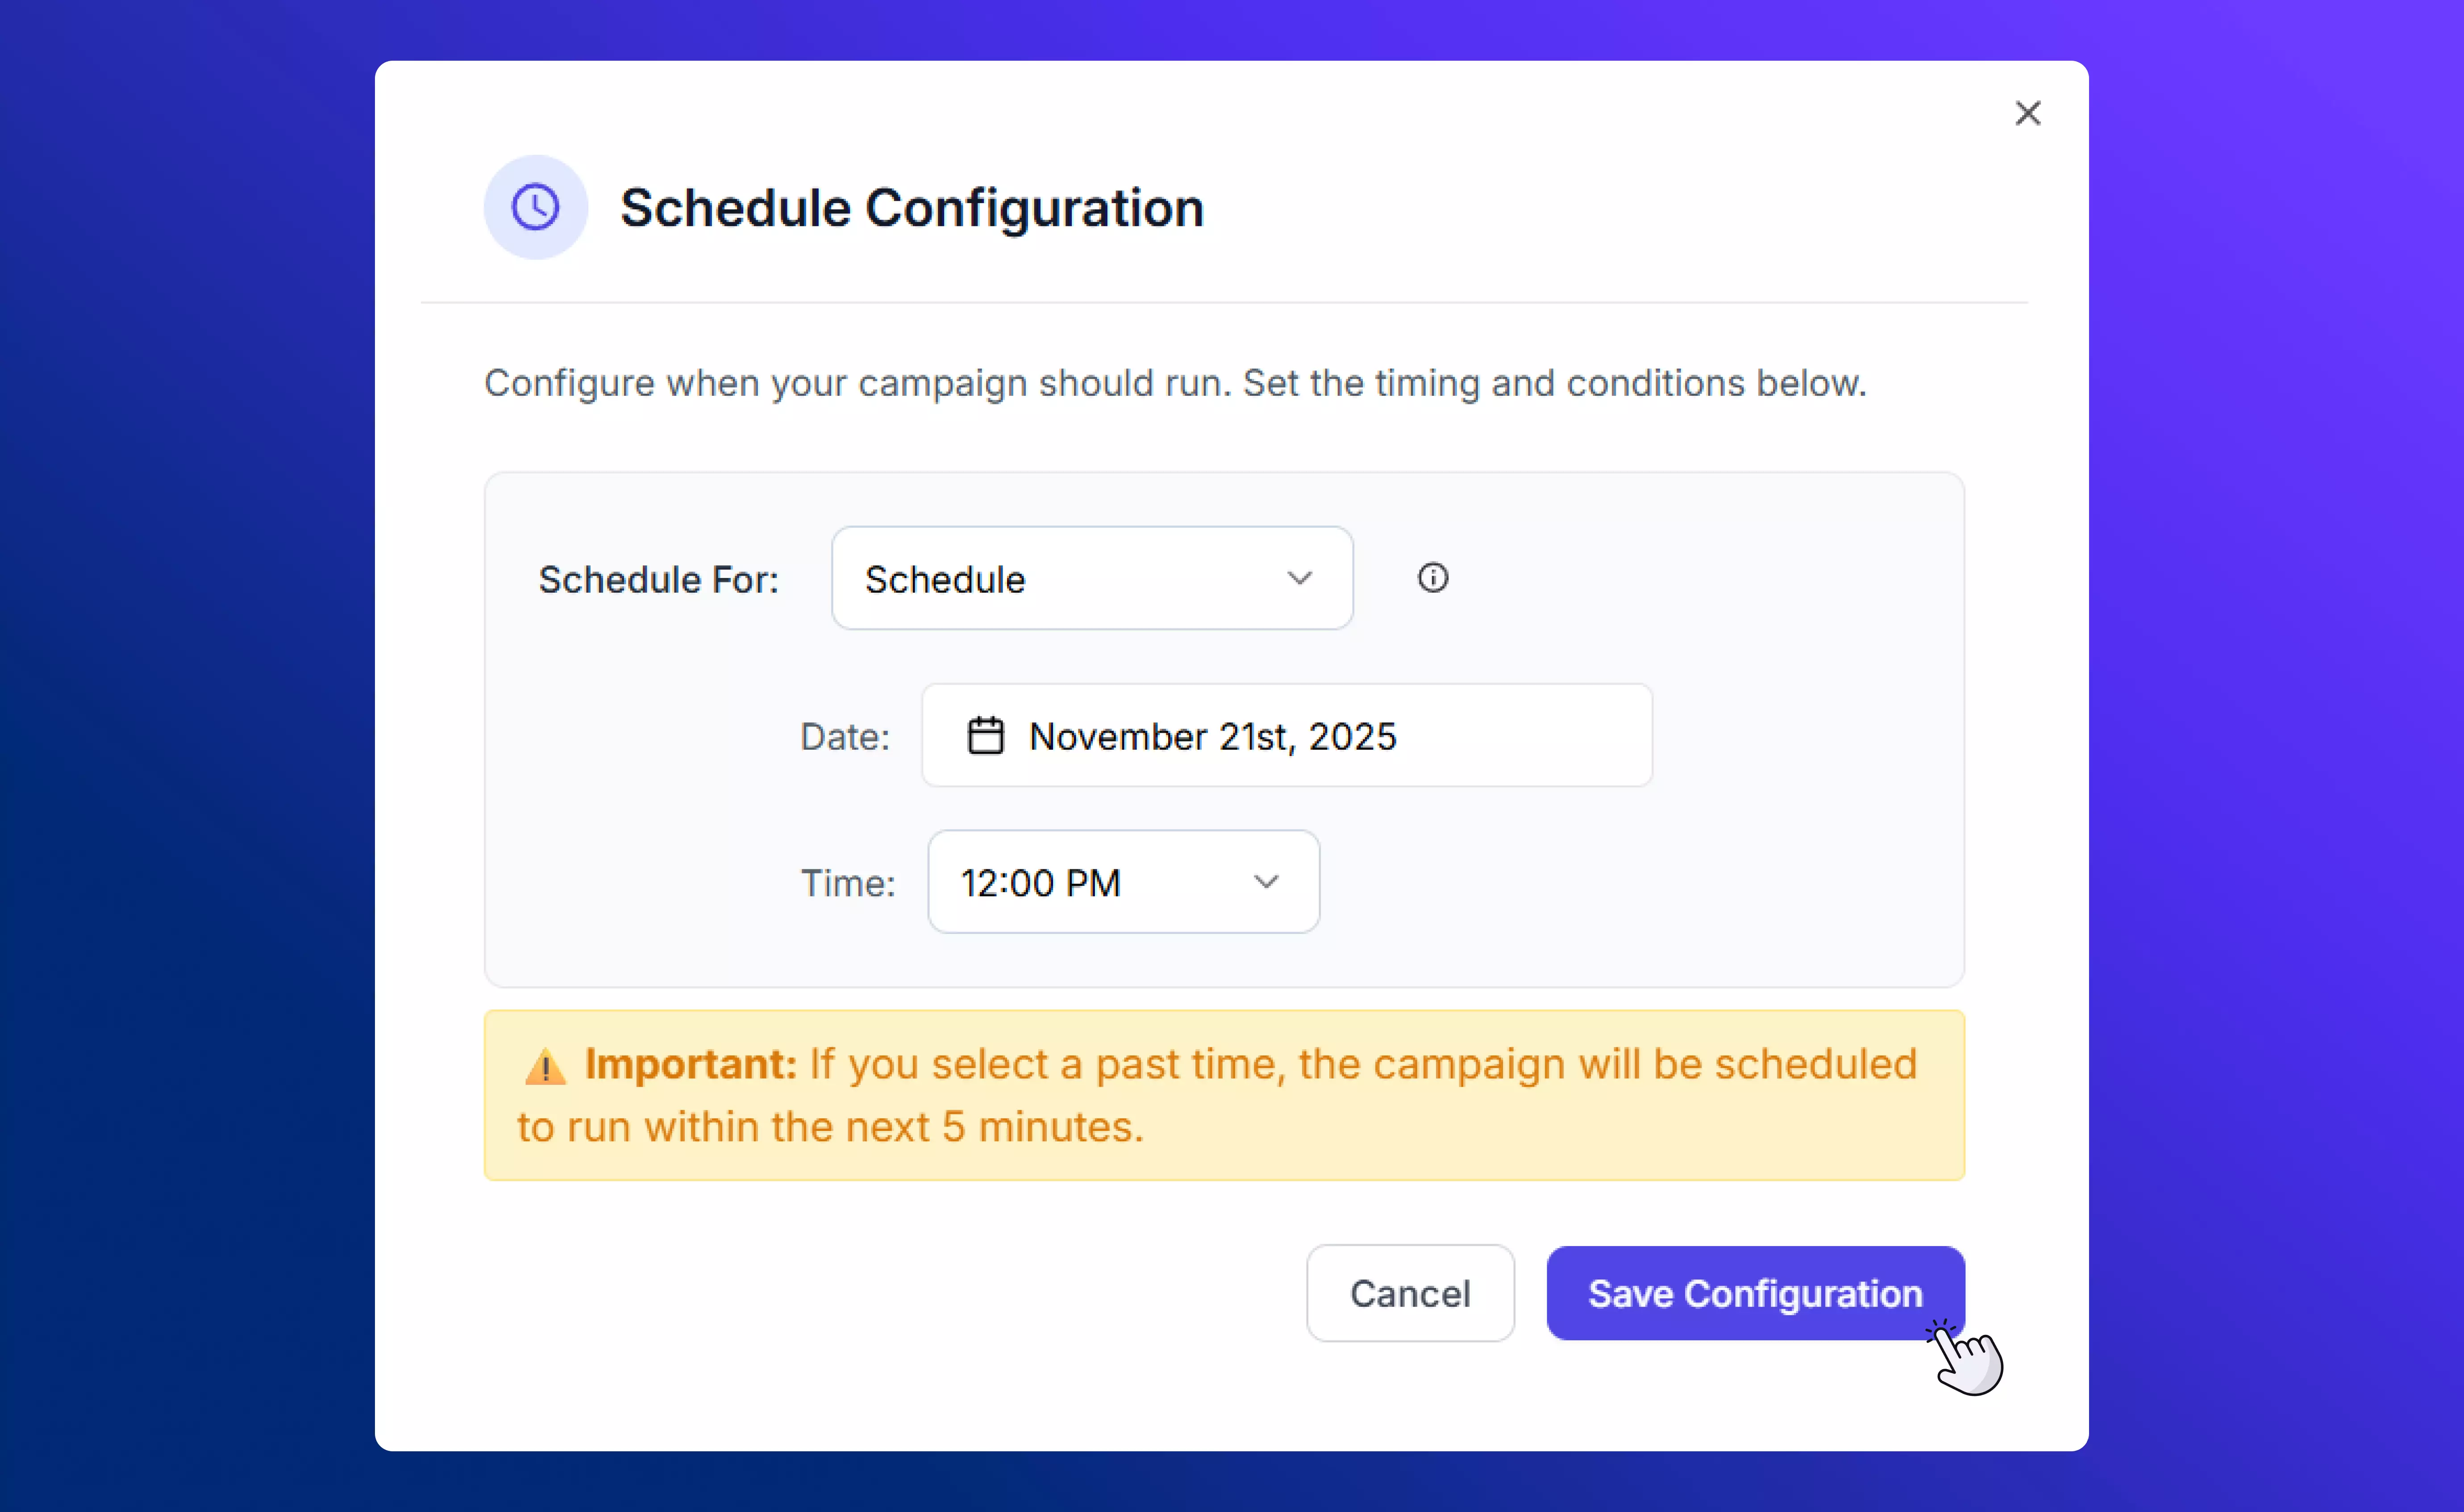 Schedule Configuration
Configure when your campaign should run. Set the timing and conditions below.
Schedule For: Schedule
Date: November 21st, 2025
Time: 12:00 PM
⚠️ Important: If you select a past time, the campaign will be scheduled
to run within the next 5 minutes.
Cancel Save Configuration